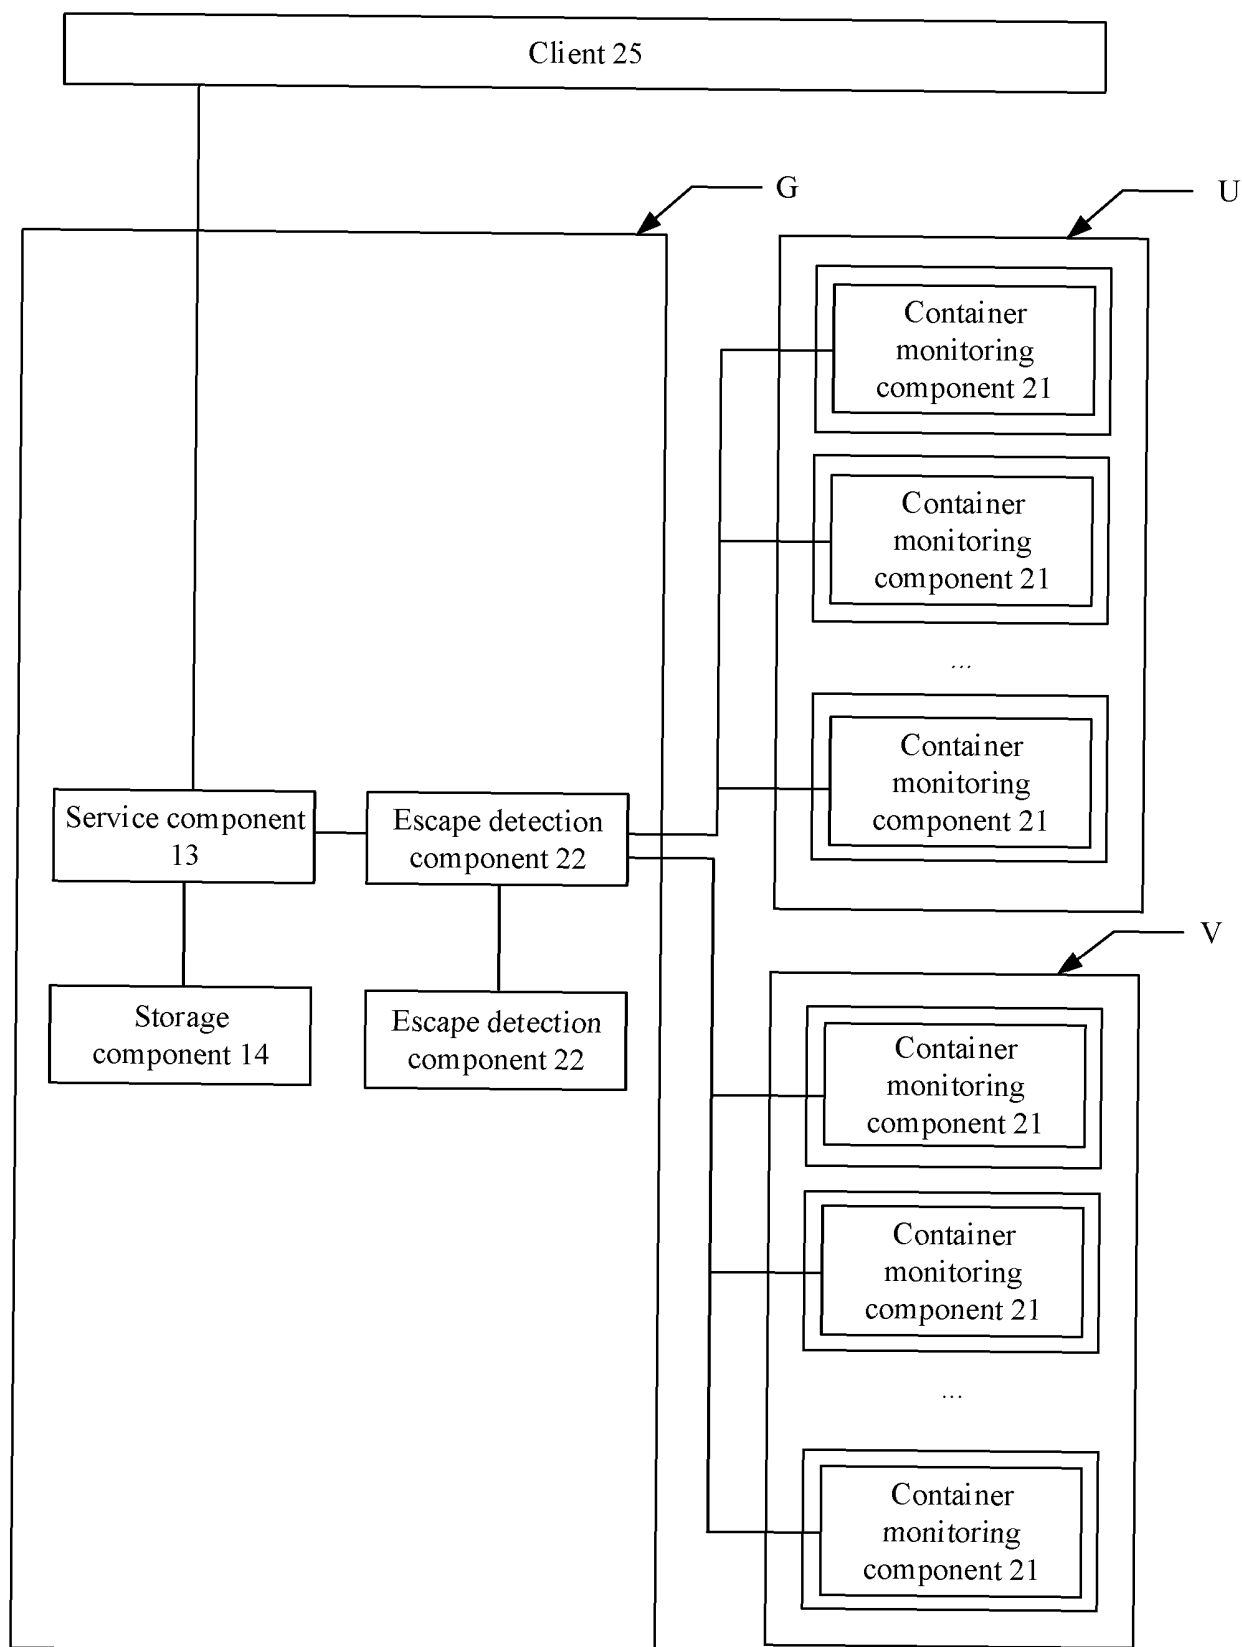 Client 25
G
U
Container
monitoring
component 21
Container
monitoring
component 21
...
Container
monitoring
component 21
Service component
13
Escape detection
component 22
Storage
component 14
Escape detection
component 22
V
Container
monitoring
component 21
Container
monitoring
component 21
...
Container
monitoring
component 21